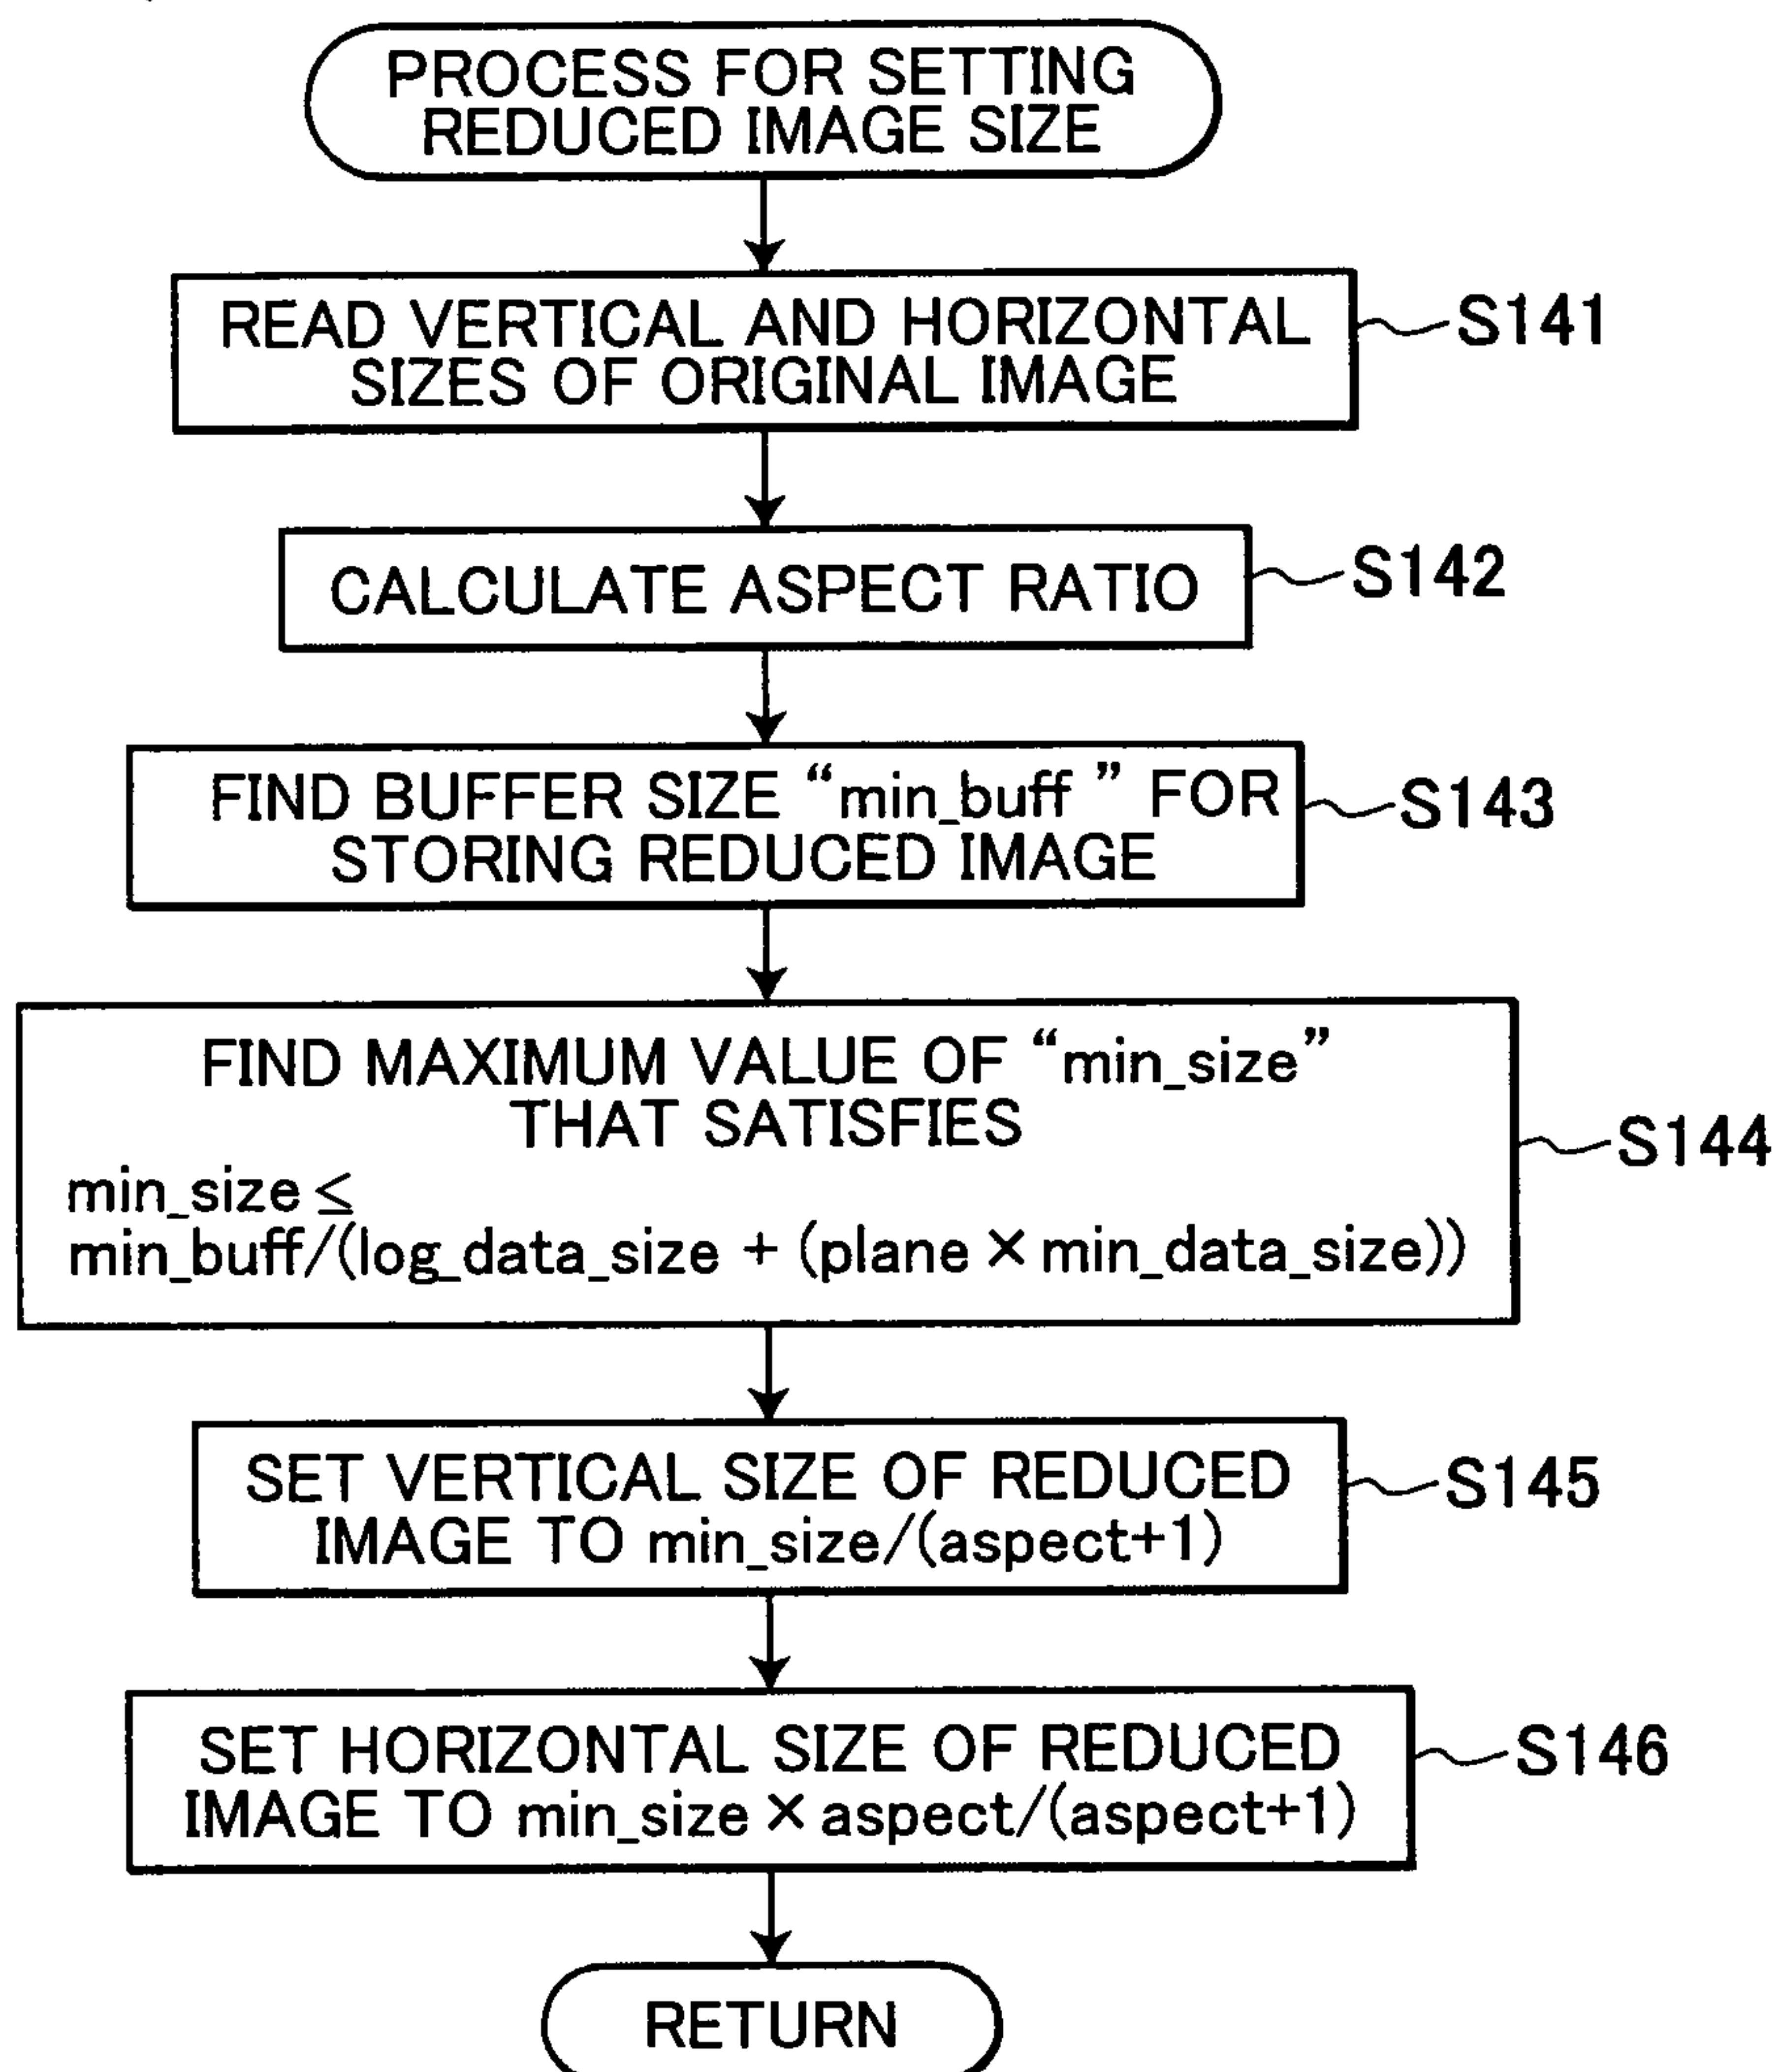 PROCESS FOR SETTING
REDUCED IMAGE SIZE
READ VERTICAL AND HORIZONTAL
SIZES OF ORIGINAL IMAGE
S141
CALCULATE ASPECT RATIO
S142
FIND BUFFER SIZE “min_buff ” FOR
STORING REDUCED IMAGE
S143
FIND MAXIMUM VALUE OF “min_size”
THAT SATISFIES
min_size ≤
min_buff/(log_data_size + (plane × min_data_size))
S144
SET VERTICAL SIZE OF REDUCED
IMAGE TO min_size/(aspect+1)
S145
SET HORIZONTAL SIZE OF REDUCED
IMAGE TO min_size × aspect/(aspect+1)
S146
RETURN